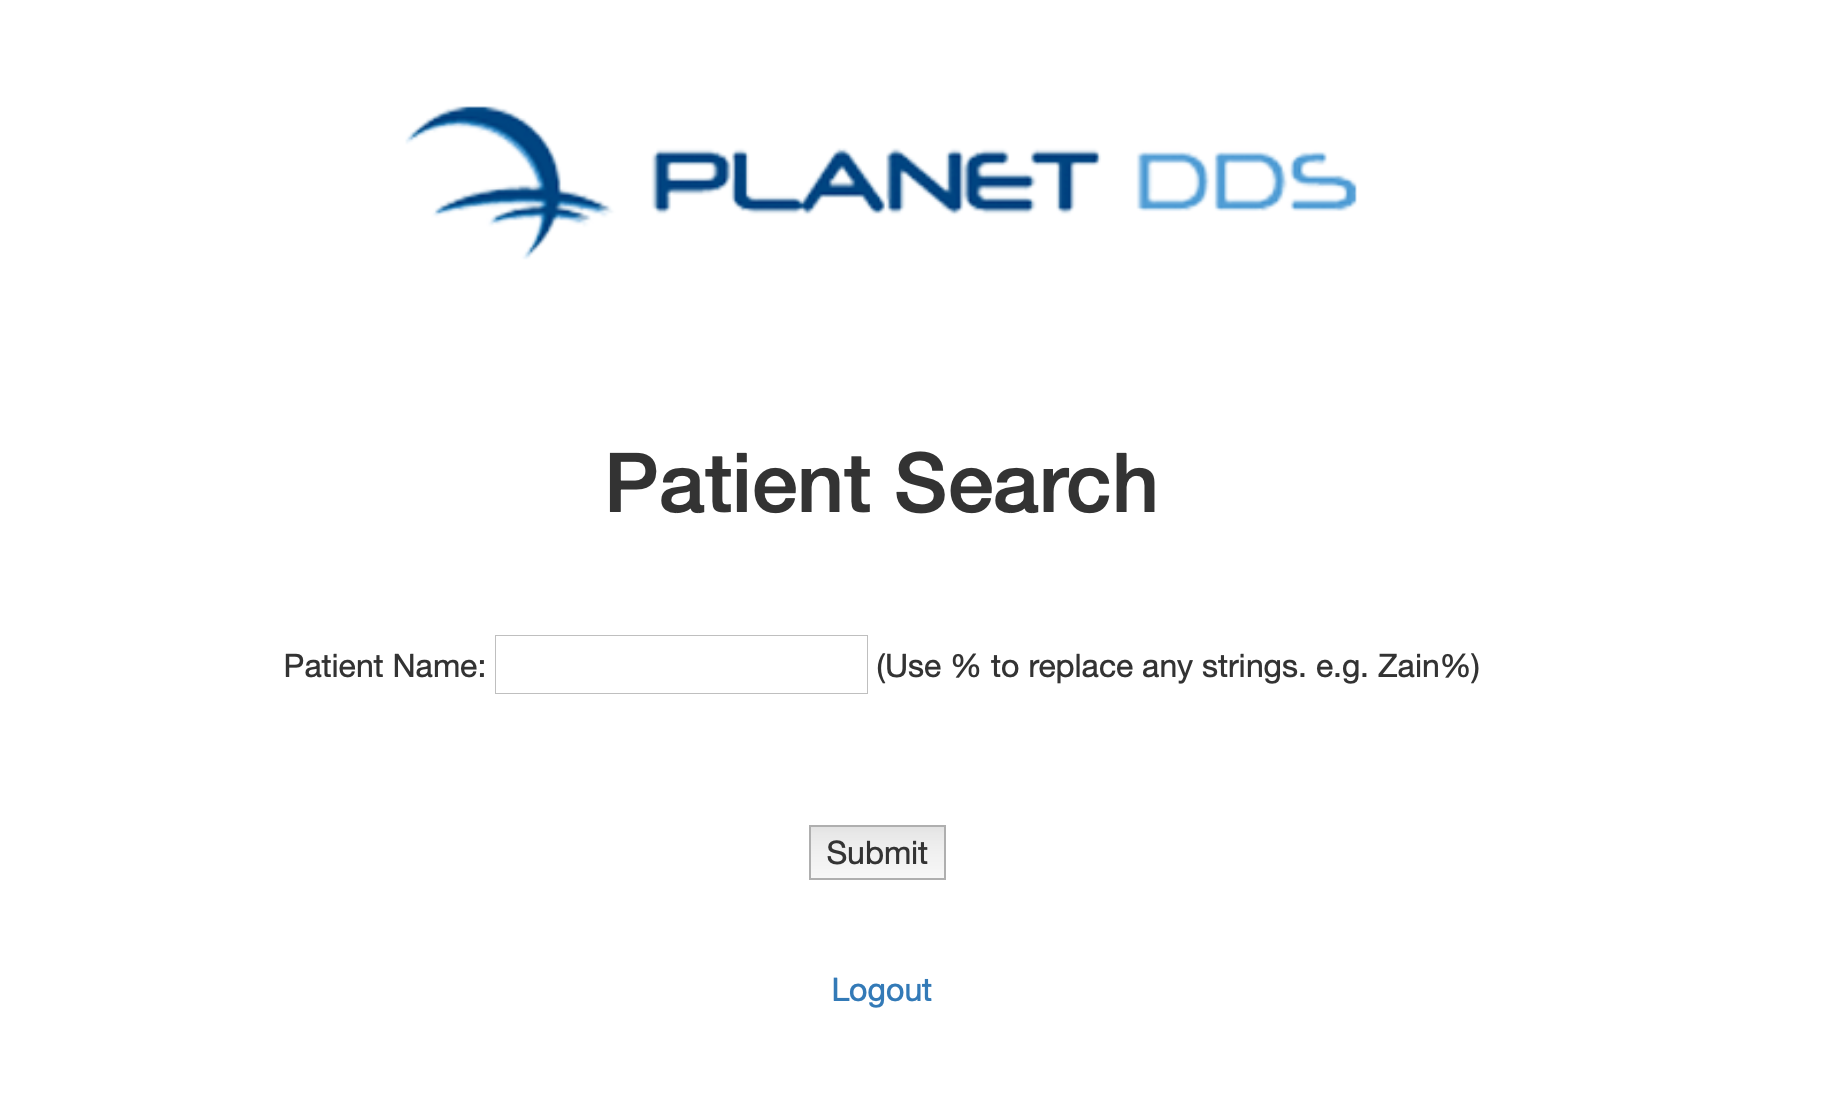 PLANET DDS
Patient Search
Patient Name: (Use % to replace any strings. e.g. Zain%)
Submit
Logout